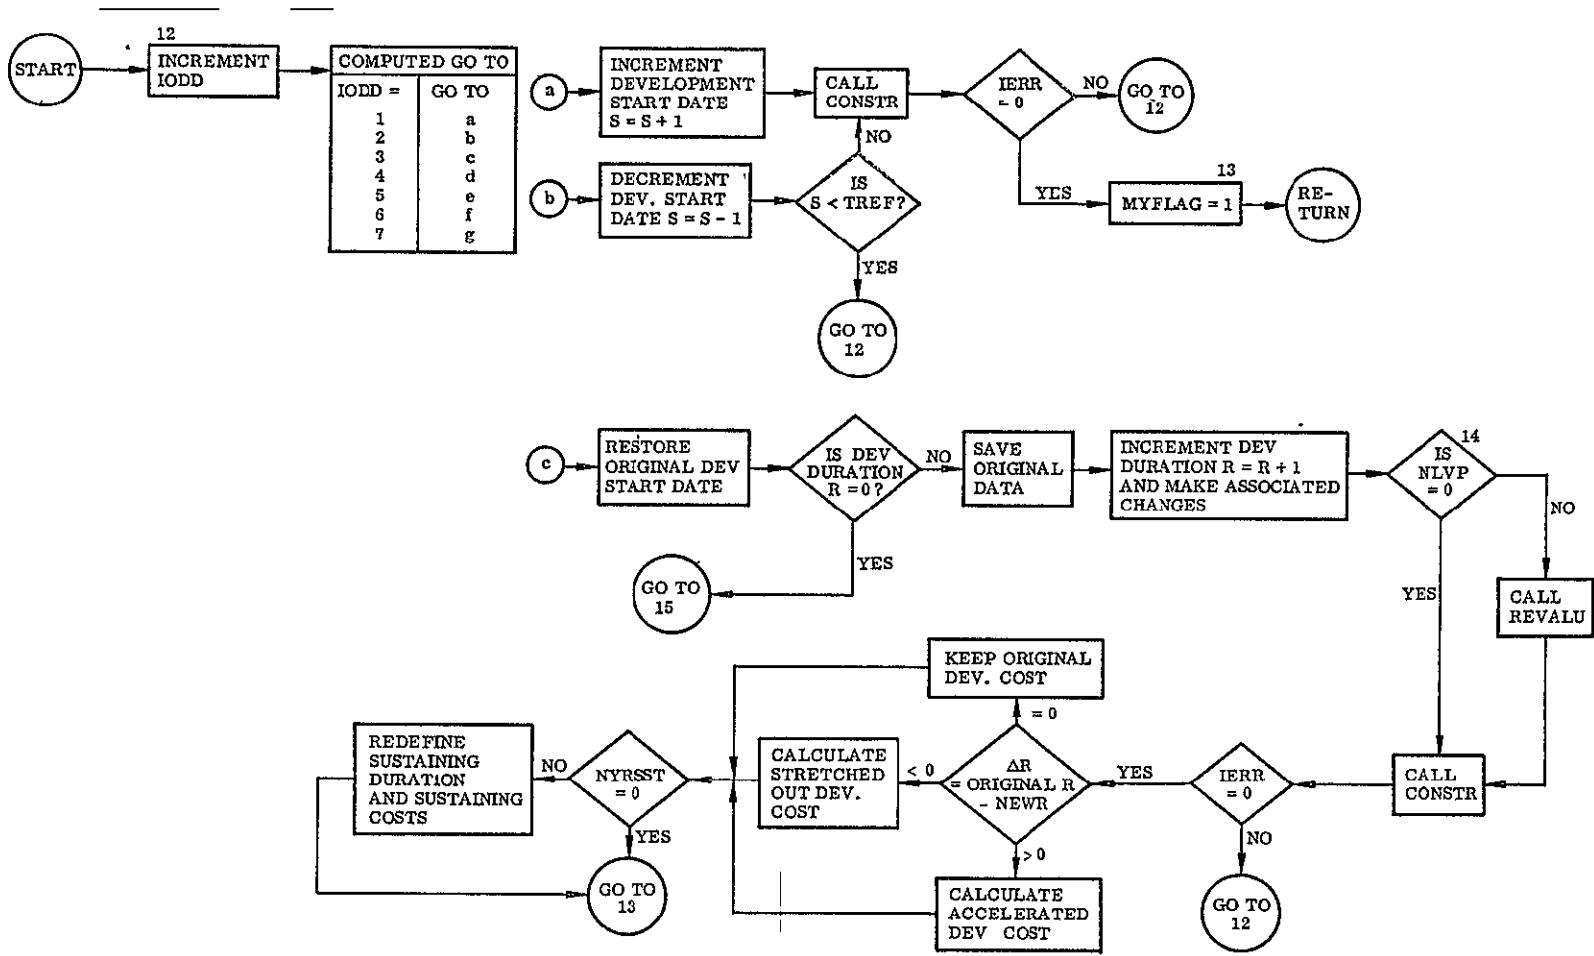 START
12
INCREMENT
IODD
COMPUTED GO TO
IODD = GO TO
1 a
2 b
3 c
4 d
5 e
6 f
7 g
a
INCREMENT
DEVELOPMENT
START DATE
S = S + 1
CALL
CONSTR
IERR
= 0
NO
GO TO
12
YES
13
MYFLAG = 1
RE-
TURN
b
DECREMENT
DEV. START
DATE S = S - 1
IS
S < TREF?
NO
YES
GO TO
12
c
RESTORE
ORIGINAL DEV
START DATE
IS DEV
DURATION
R = 0 ?
NO
YES
GO TO
15
SAVE
ORIGINAL
DATA
INCREMENT DEV
DURATION R = R + 1
AND MAKE ASSOCIATED
CHANGES
14
IS
NLVP
= 0
NO
YES
CALL
REVALU
CALL
CONSTR
IERR
= 0
YES
NO
GO TO
12
ΔR
= ORIGINAL R
- NEWR
= 0
< 0
> 0
KEEP ORIGINAL
DEV. COST
CALCULATE
STRETCHED
OUT DEV.
COST
CALCULATE
ACCELERATED
DEV COST
NYRSST
= 0
NO
YES
REDEFINE
SUSTAINING
DURATION
AND SUSTAINING
COSTS
GO TO
13